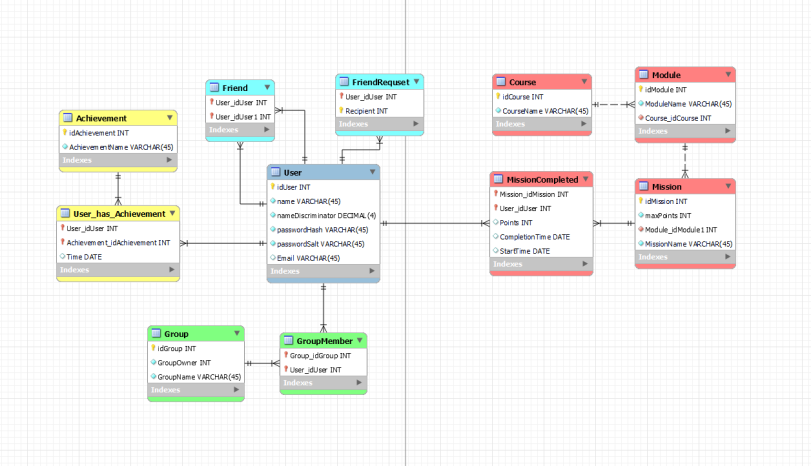 Achievement
idAchievement INT
AchievementName VARCHAR(45)
Indexes
User_has_Achievement
User_idUser INT
Achievement_idAchievement INT
Time DATE
Indexes
Friend
User_idUser INT
User_idUser1 INT
Indexes
FriendRequset
User_idUser INT
Recipient INT
Indexes
User
idUser INT
name VARCHAR(45)
nameDiscriminator DECIMAL(4)
passwordHash VARCHAR(45)
passwordSalt VARCHAR(45)
Email VARCHAR(45)
Indexes
Group
idGroup INT
GroupOwner INT
GroupName VARCHAR(45)
Indexes
GroupMember
Group_idGroup INT
User_idUser INT
Indexes
Course
idCourse INT
CourseName VARCHAR(45)
Indexes
Module
idModule INT
ModuleName VARCHAR(45)
Course_idCourse INT
Indexes
MissionCompleted
Mission_idMission INT
User_idUser INT
Points INT
CompletionTime DATE
StartTime DATE
Indexes
Mission
idMission INT
maxPoints INT
Module_idModule1 INT
MissionName VARCHAR(45)
Indexes